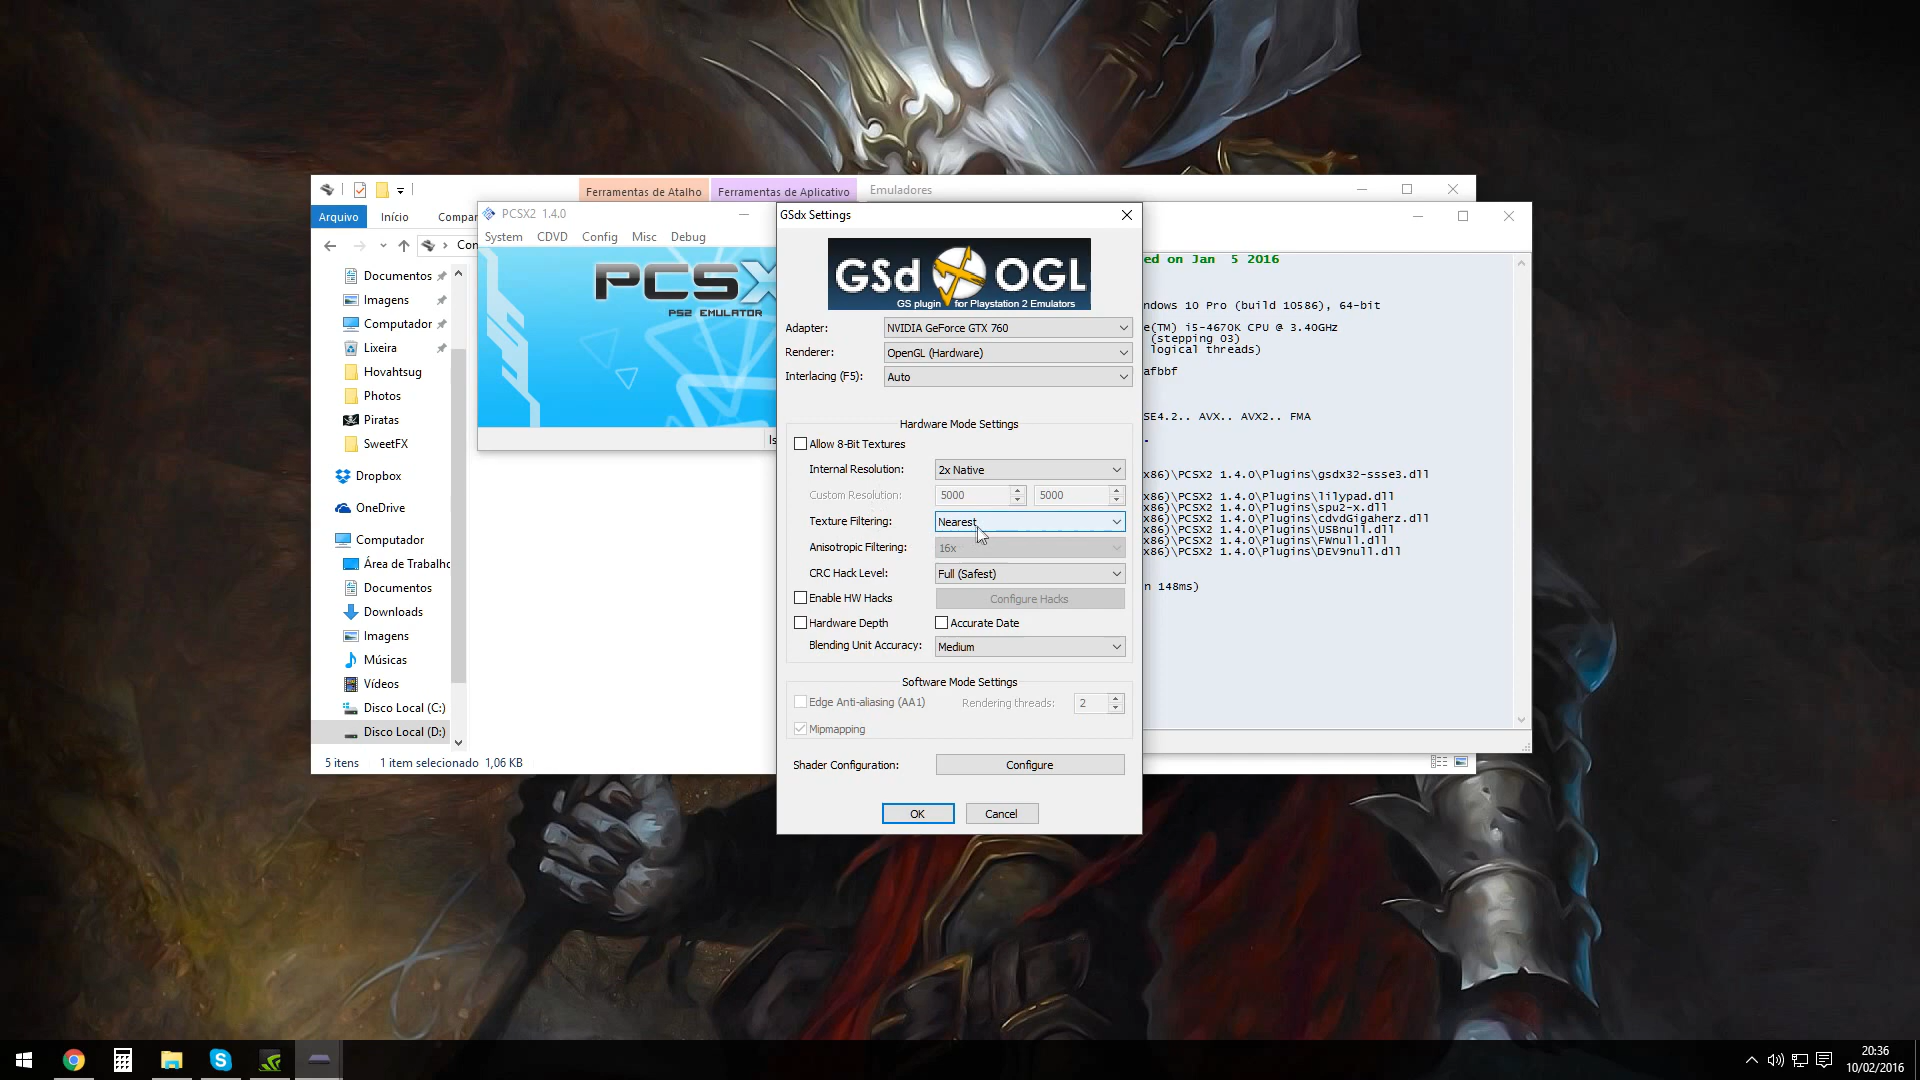 Ferramentas de Atalho
Ferramentas de Aplicativo
Emuladores
Arquivo
Início
Compar
Con
Documentos
Imagens
Computador
Lixeira
Hovahtsug
Photos
Piratas
SweetFX
Dropbox
OneDrive
Computador
Área de Trabalho
Documentos
Downloads
Imagens
Músicas
Vídeos
Disco Local (C:)
Disco Local (D:)
5 itens 1 item selecionado 1,06 KB
PCSX2 1.4.0
System CDVD Config Misc Debug
PCSX
PS2 EMULATOR
Is
GSdx Settings
GSd OGL
GS plugin for Playstation 2 Emulators
Adapter: NVIDIA GeForce GTX 760
Renderer: OpenGL (Hardware)
Interlacing (F5): Auto
Hardware Mode Settings
Allow 8-Bit Textures
Internal Resolution: 2x Native
Custom Resolution: 5000 5000
Texture Filtering: Nearest
Anisotropic Filtering: 16x
CRC Hack Level: Full (Safest)
Enable HW Hacks Configure Hacks
Hardware Depth Accurate Date
Blending Unit Accuracy: Medium
Software Mode Settings
Edge Anti-aliasing (AA1) Rendering threads: 2
Mipmapping
Shader Configuration: Configure
OK Cancel
ed on Jan 5 2016
ndows 10 Pro (build 10586), 64-bit
e(TM) i5-4670K CPU @ 3.40GHz
(stepping 03)
logical threads)
afbbf
SE4.2.. AVX.. AVX2.. FMA
x86)\PCSX2 1.4.0\Plugins\gsdx32-ssse3.dll
x86)\PCSX2 1.4.0\Plugins\lilypad.dll
x86)\PCSX2 1.4.0\Plugins\spu2-x.dll
x86)\PCSX2 1.4.0\Plugins\cdvdGigaherz.dll
x86)\PCSX2 1.4.0\Plugins\USBnull.dll
x86)\PCSX2 1.4.0\Plugins\FWnull.dll
x86)\PCSX2 1.4.0\Plugins\DEV9null.dll
n 148ms)
20:36
10/02/2016